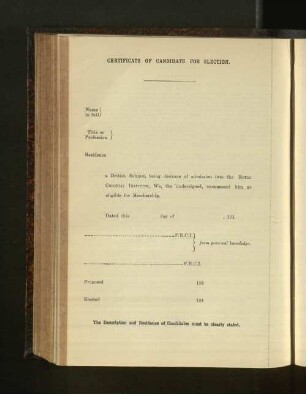 CERTIFICATE OF CANDIDATE FOR ELECTION.
Name
in full
Title or
Profession
Residence
a British Subject, being desirous of admission into the ROYAL
COLONIAL INSTITUTE, We, the undersigned, recommend him as
eligible for Membership.
Dated this day of , 191
F.R.C.I.
from personal knowledge.
F.R.C.I.
Proposed 191
Elected 191
The Description and Residence of Candidates must be clearly stated.